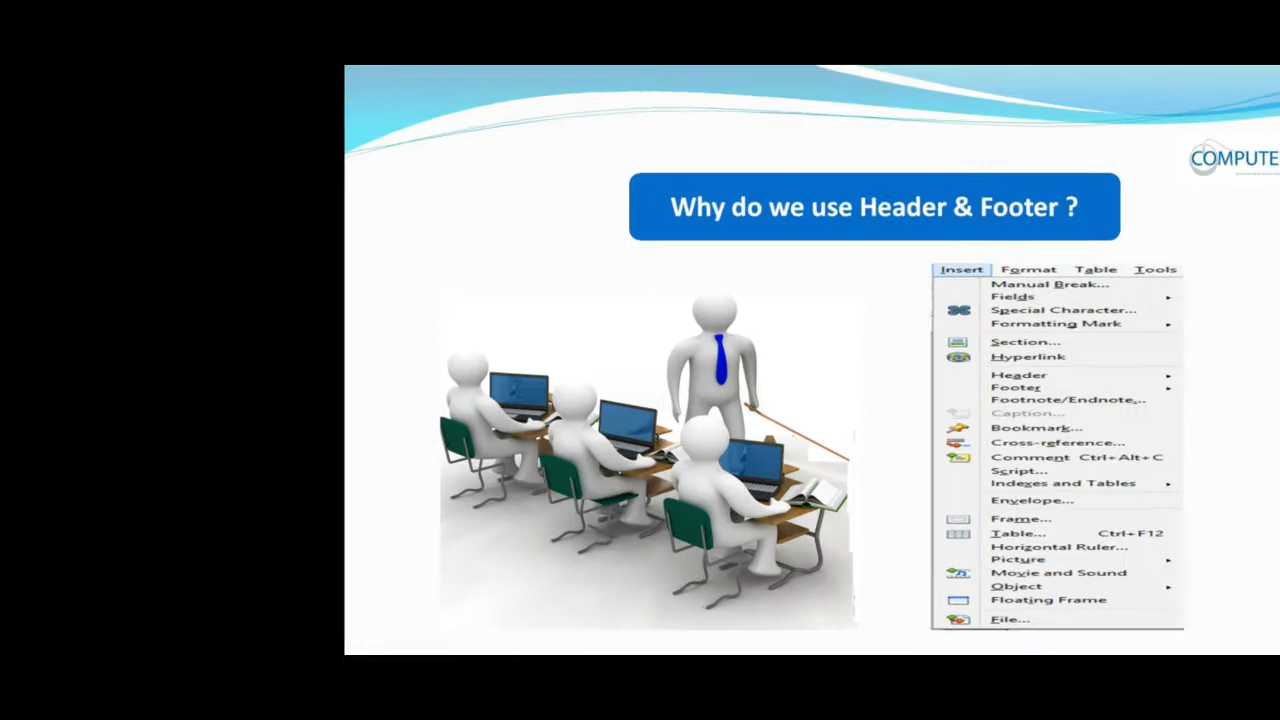 COMPUTE
Why do we use Header & Footer ?
Insert Format Table Tools
Manual Break...
Fields
Special Character...
Formatting Mark
Section...
Hyperlink
Header
Footer
Footnote/Endnote...
Caption...
Bookmark...
Cross-reference...
Comment Ctrl+Alt+C
Script...
Indexes and Tables
Envelope...
Frame...
Table... Ctrl+F12
Horizontal Ruler...
Picture
Movie and Sound
Object
Floating Frame
File...